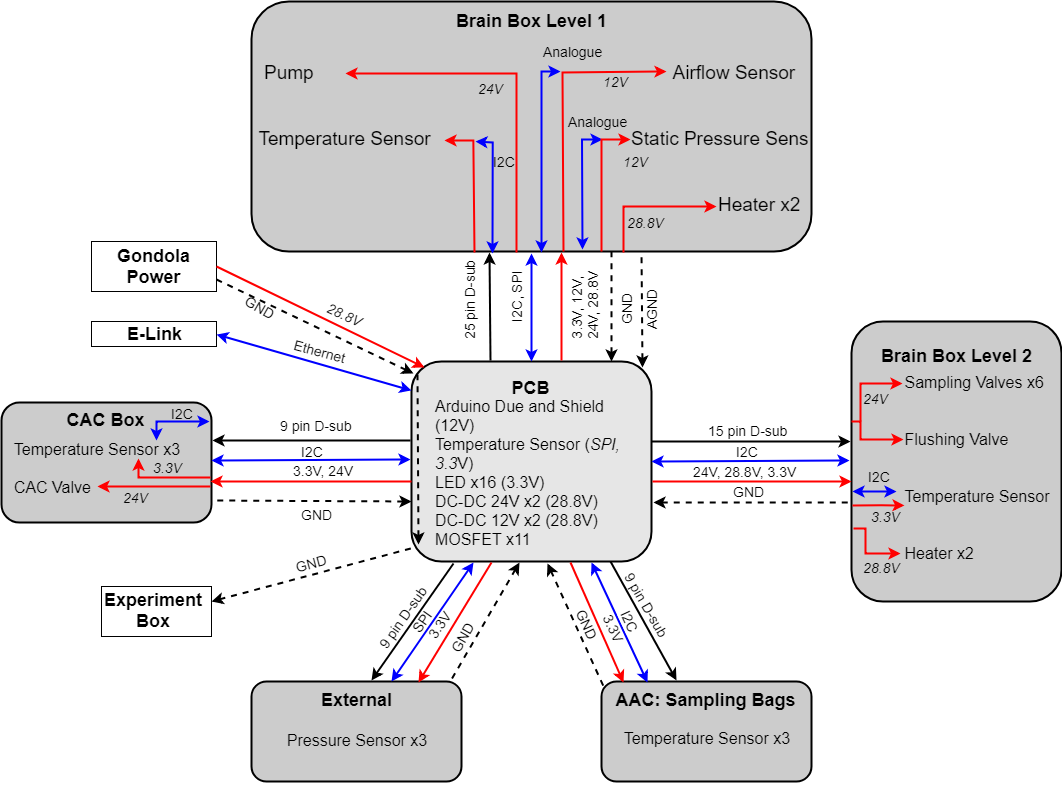 Brain Box Level 1
Analogue
Pump
24V
12V
Airflow Sensor
Analogue
Temperature Sensor
I2C
Static Pressure Sens
12V
Heater x2
28.8V
Gondola
Power
28.8V
GND
E-Link
Ethernet
25 pin D-sub
I2C, SPI
3.3V, 12V,
24V, 28.8V
GND
AGND
PCB
Arduino Due and Shield
(12V)
Temperature Sensor (SPI,
3.3V)
LED x16 (3.3V)
DC-DC 24V x2 (28.8V)
DC-DC 12V x2 (28.8V)
MOSFET x11
CAC Box
I2C
Temperature Sensor x3
3.3V
CAC Valve
24V
9 pin D-sub
I2C
3.3V, 24V
GND
15 pin D-sub
I2C
24V, 28.8V, 3.3V
GND
Brain Box Level 2
Sampling Valves x6
24V
Flushing Valve
I2C
Temperature Sensor
3.3V
Heater x2
28.8V
GND
Experiment
Box
9 pin D-sub
SPI
3.3V
GND
GND
3.3V
I2C
9 pin D-sub
External
Pressure Sensor x3
AAC: Sampling Bags
Temperature Sensor x3